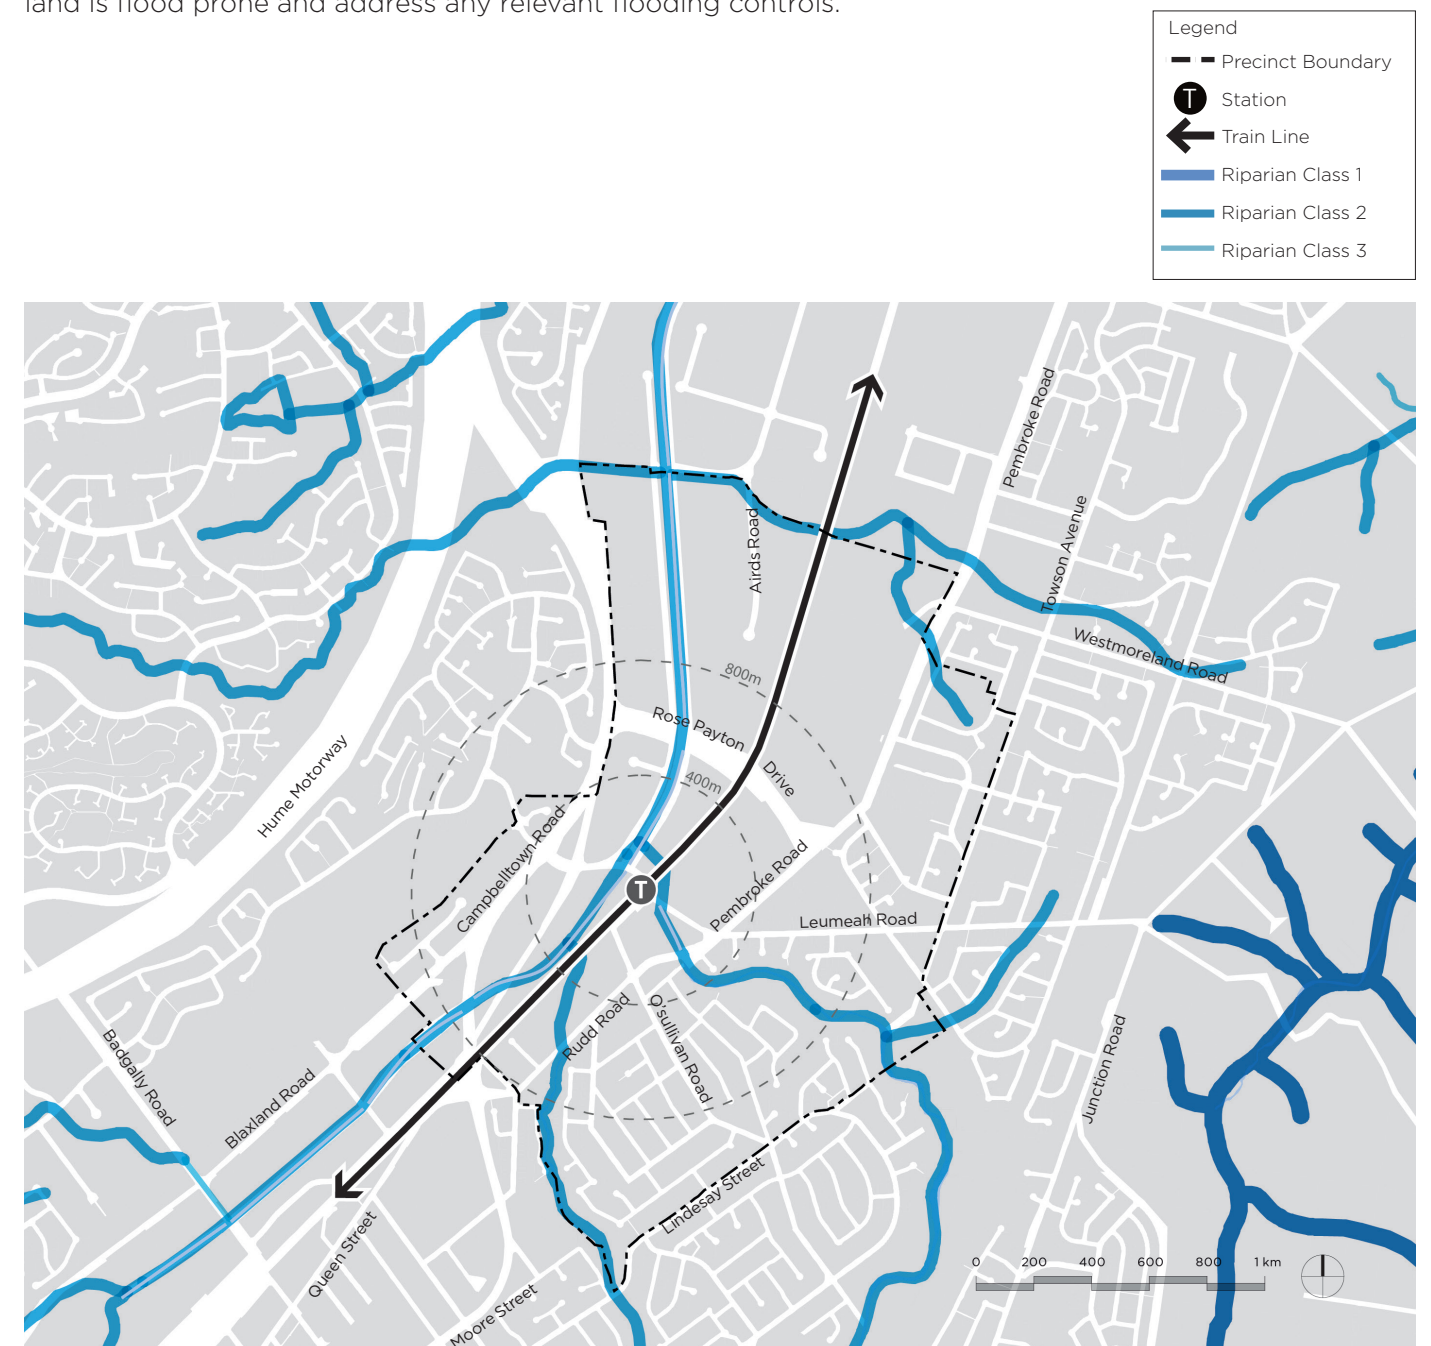 land is flood prone and address any relevant flooding controls.
Legend
Precinct Boundary
T
Station
Train Line
Riparian Class 1
Riparian Class 2
Riparian Class 3
Pembroke Road
Airds Road
Towson Avenue
Westmoreland Road
800m
Rose Payton
Drive
400m
Hume Motorway
Campbelltown Road
T
Pembroke Road
Leumeah Road
Rudd Road
O'sullivan Road
Badgally Road
Blaxland Road
Junction Road
Lindesay Street
Queen Street
Moore Street
0 200 400 600 800 1 km